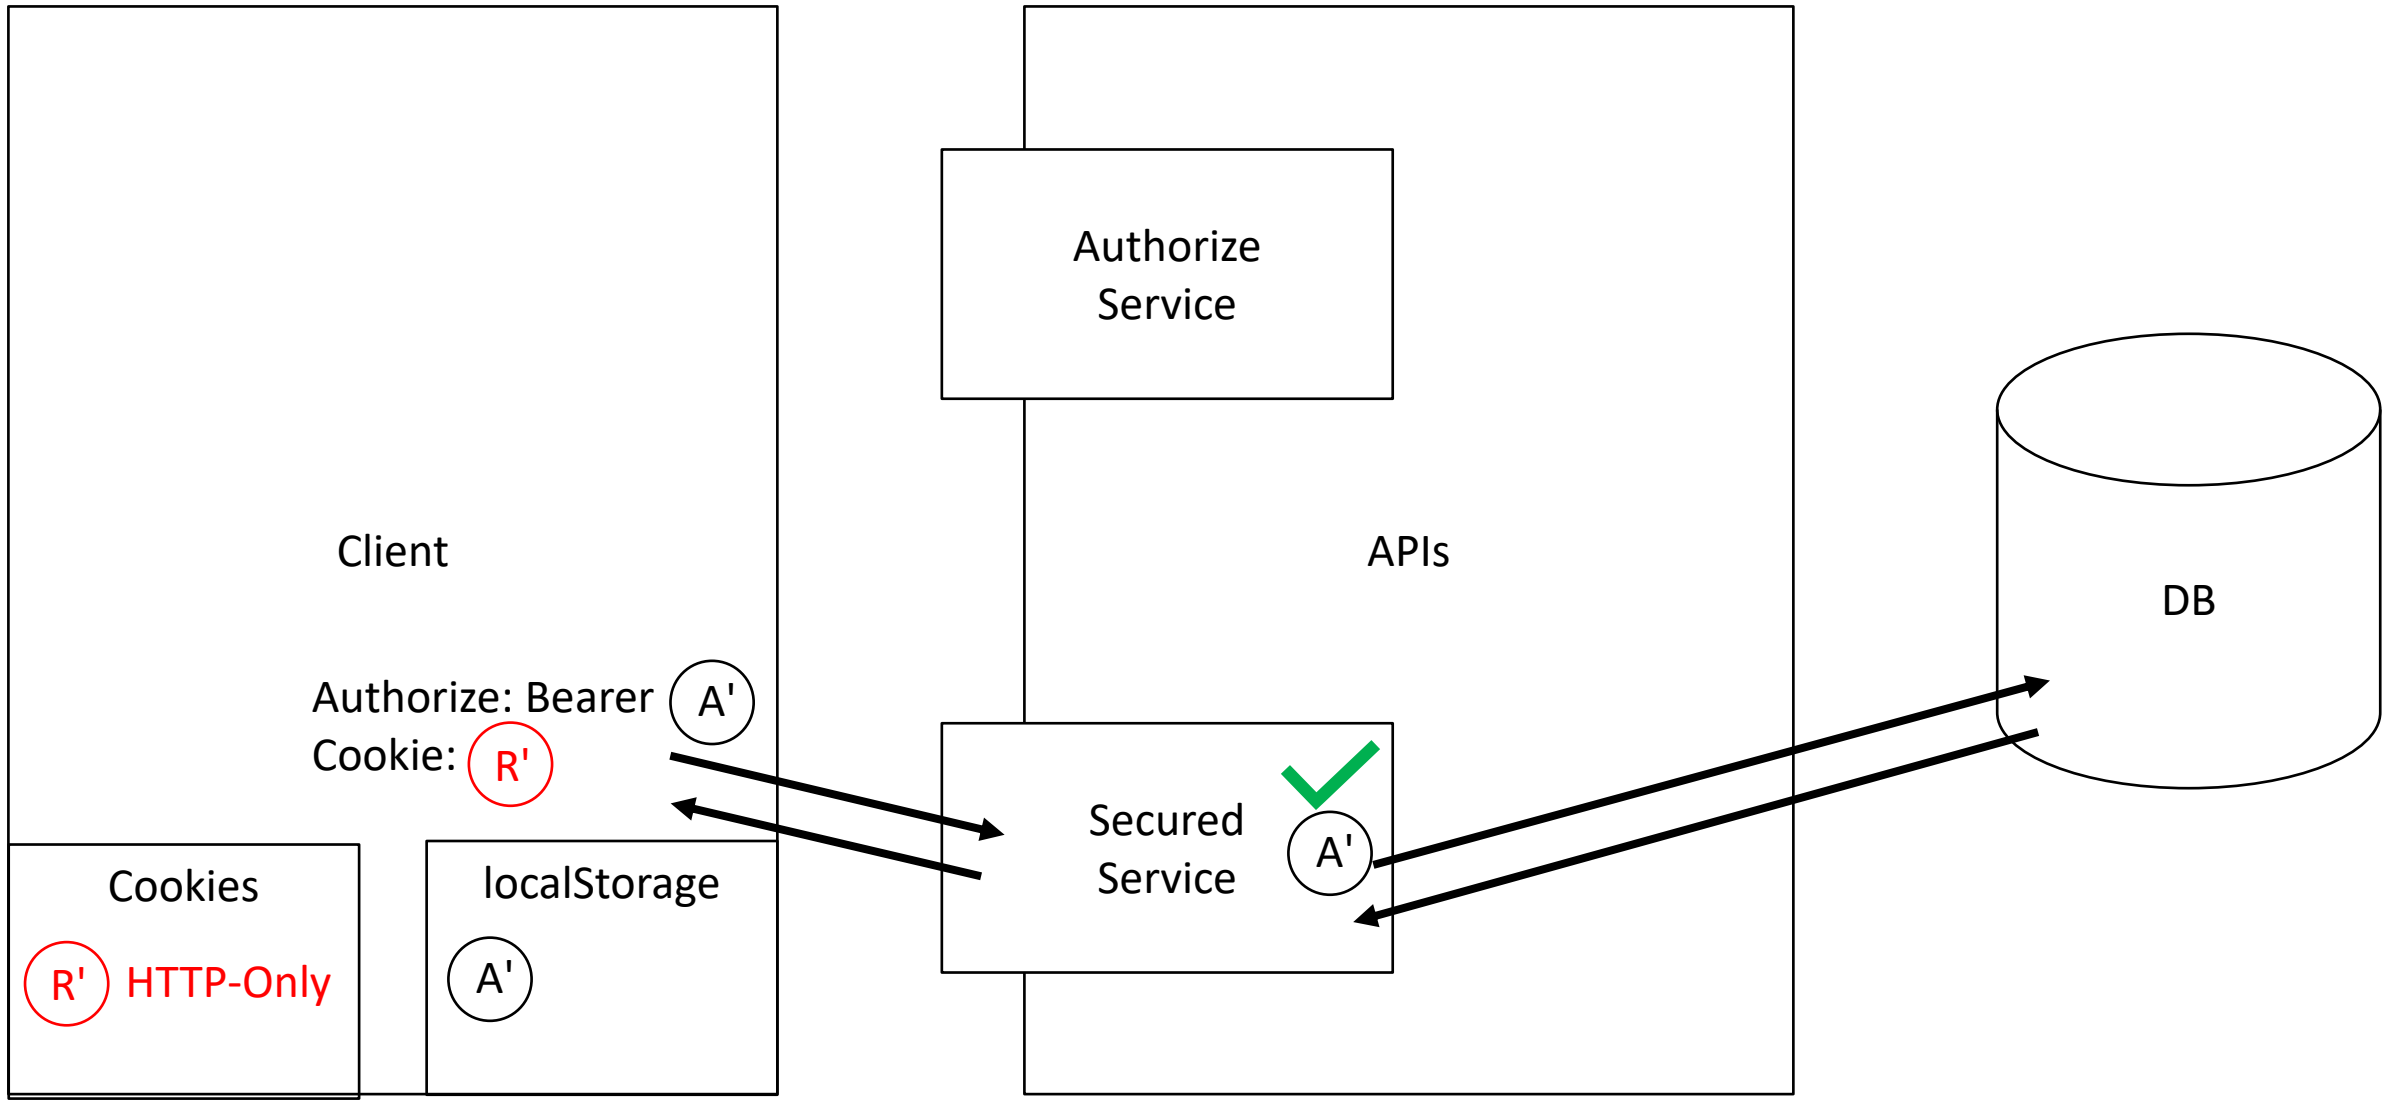 Authorize
Service
Client
APIs
DB
Authorize: Bearer A'
Cookie: R'
Secured
Service
A'
Cookies
R' HTTP-Only
localStorage
A'